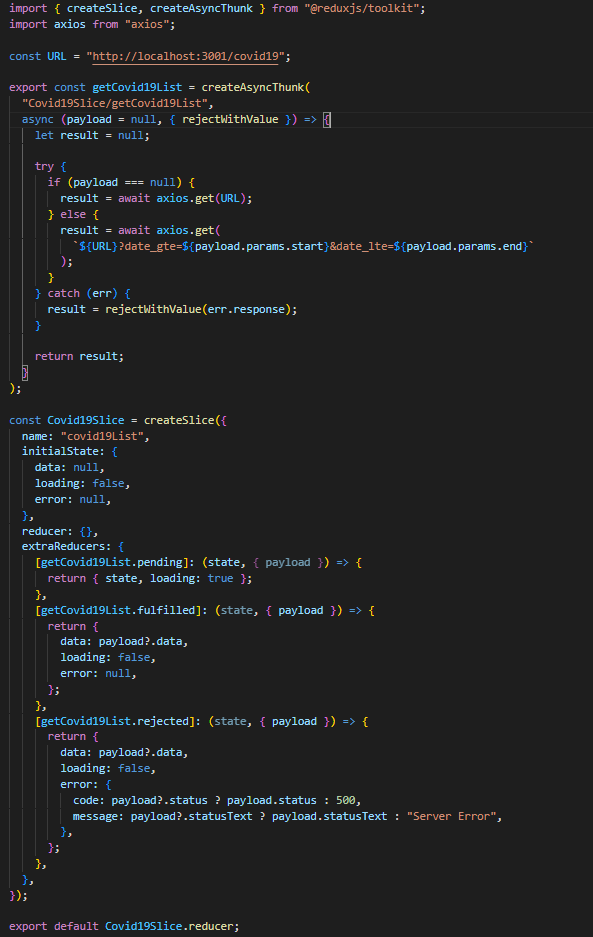 import { createSlice, createAsyncThunk } from "@reduxjs/toolkit";
import axios from "axios";

const URL = "http://localhost:3001/covid19";

export const getCovid19List = createAsyncThunk(
  "Covid19Slice/getCovid19List",
  async (payload = null, { rejectWithValue }) => {
    let result = null;

    try {
      if (payload === null) {
        result = await axios.get(URL);
      } else {
        result = await axios.get(
          `${URL}?date_gte=${payload.params.start}&date_lte=${payload.params.end}`
        );
      }
    } catch (err) {
      result = rejectWithValue(err.response);
    }

    return result;
  }
);

const Covid19Slice = createSlice({
  name: "covid19List",
  initialState: {
    data: null,
    loading: false,
    error: null,
  },
  reducer: {},
  extraReducers: {
    [getCovid19List.pending]: (state, { payload }) => {
      return { state, loading: true };
    },
    [getCovid19List.fulfilled]: (state, { payload }) => {
      return {
        data: payload?.data,
        loading: false,
        error: null,
      };
    },
    [getCovid19List.rejected]: (state, { payload }) => {
      return {
        data: payload?.data,
        loading: false,
        error: {
          code: payload?.status ? payload.status : 500,
          message: payload?.statusText ? payload.statusText : "Server Error",
        },
      };
    },
  },
});

export default Covid19Slice.reducer;